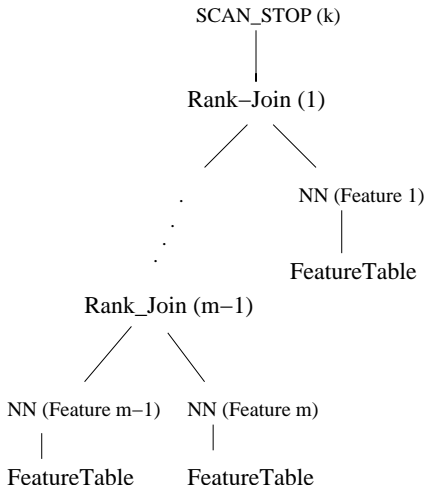 SCAN_STOP (k)
Rank−Join (1)
NN (Feature 1)
FeatureTable
Rank_Join (m−1)
NN (Feature m−1) NN (Feature m)
FeatureTable FeatureTable